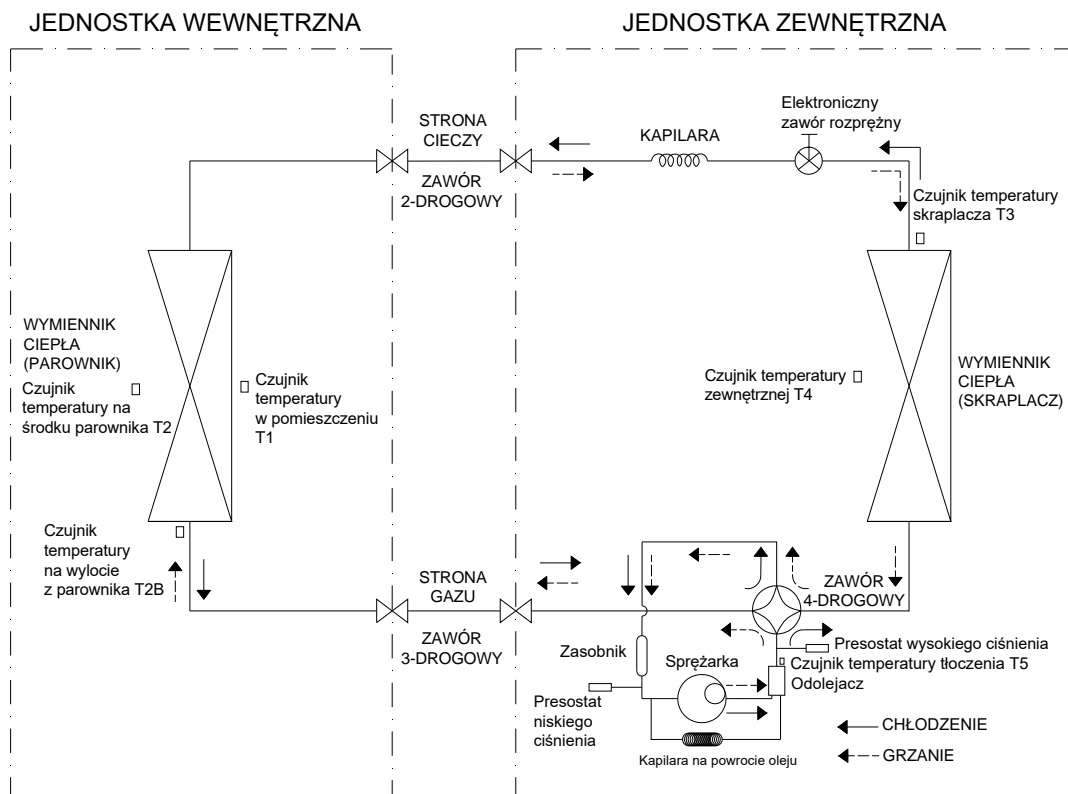 JEDNOSTKA WEWNĘTRZNA
JEDNOSTKA ZEWNĘTRZNA
STRONA
CIECZY
ZAWÓR
2-DROGOWY
KAPILARA
Elektroniczny
zawór rozprężny
Czujnik temperatury
skraplacza T3
WYMIENNIK
CIEPŁA
(PAROWNIK)
Czujnik
temperatury na
środku parownika T2
Czujnik
temperatury
w pomieszczeniu
T1
Czujnik temperatury
zewnętrznej T4
WYMIENNIK
CIEPŁA
(SKRAPLACZ)
Czujnik
temperatury
na wylocie
z parownika T2B
STRONA
GAZU
ZAWÓR
3-DROGOWY
ZAWÓR
4-DROGOWY
Zasobnik
Sprężarka
Presostat wysokiego ciśnienia
Czujnik temperatury tłoczenia T5
Odolejacz
Presostat
niskiego
ciśnienia
Kapilara na powrocie oleju
CHŁODZENIE
GRZANIE